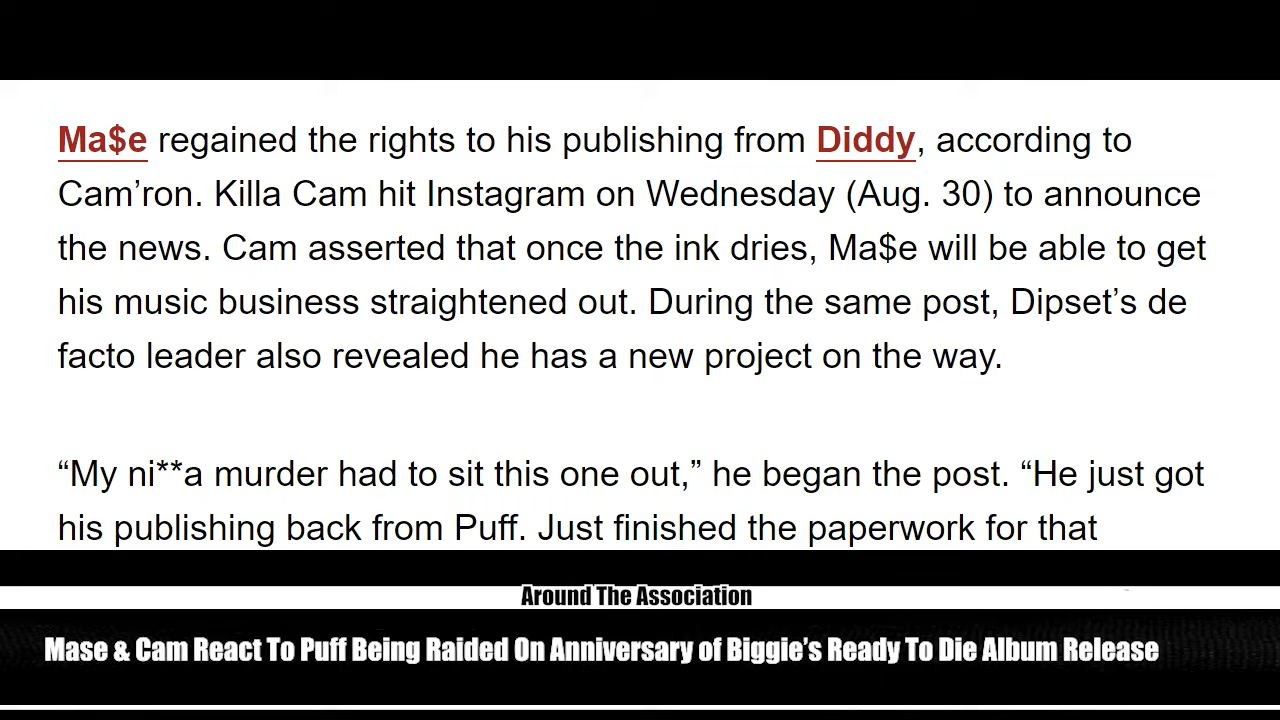 Ma$e regained the rights to his publishing from Diddy, according to
Cam’ron. Killa Cam hit Instagram on Wednesday (Aug. 30) to announce
the news. Cam asserted that once the ink dries, Ma$e will be able to get
his music business straightened out. During the same post, Dipset’s de
facto leader also revealed he has a new project on the way.
“My ni**a murder had to sit this one out,” he began the post. “He just got
his publishing back from Puff. Just finished the paperwork for that
Around The Association
Mase & Cam React To Puff Being Raided On Anniversary of Biggie's Ready To Die Album Release